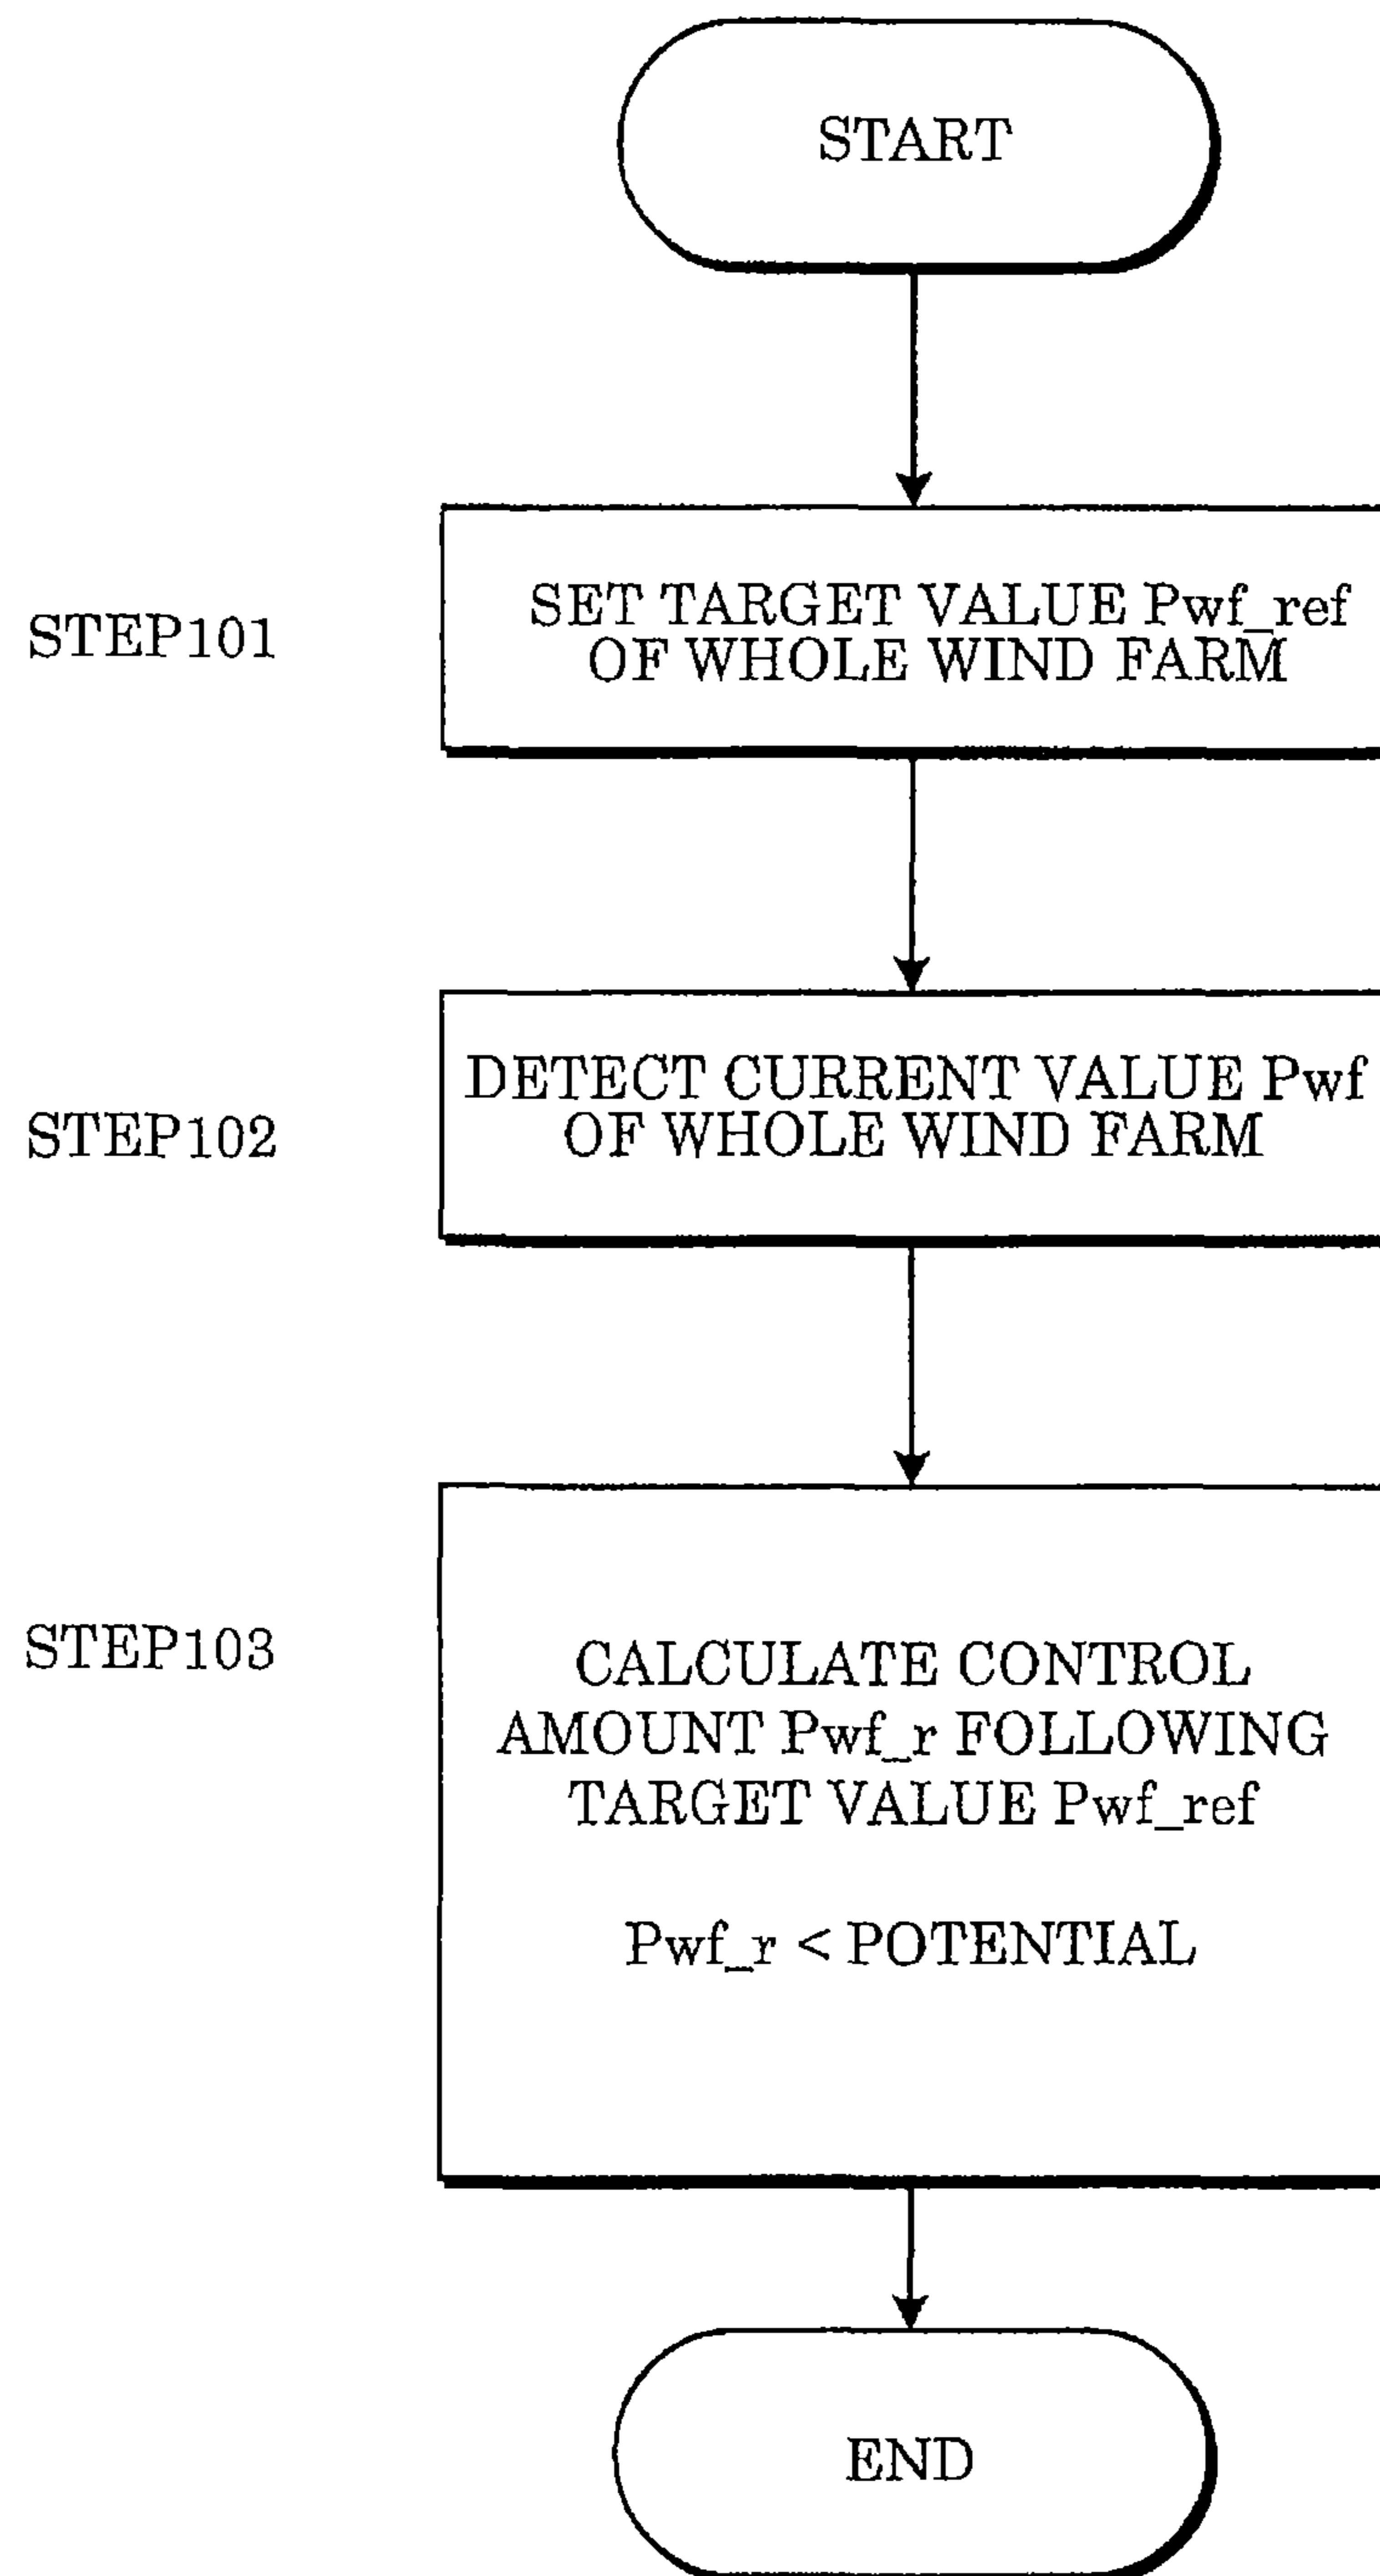 START
STEP101
SET TARGET VALUE Pwf_ref
OF WHOLE WIND FARM
STEP102
DETECT CURRENT VALUE Pwf
OF WHOLE WIND FARM
STEP103
CALCULATE CONTROL
AMOUNT Pwf_r FOLLOWING
TARGET VALUE Pwf_ref
Pwf_r < POTENTIAL
END